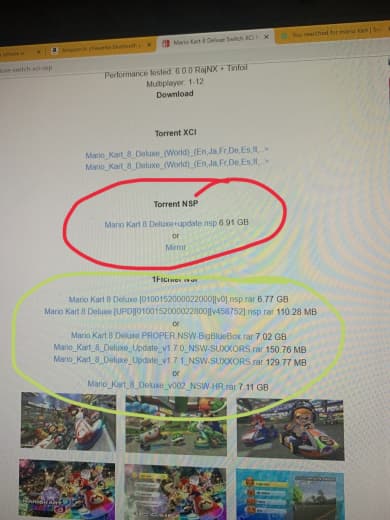 Mario Kart 8 Deluxe Switch XCI
You searched for mario kart
Performance tested: 6.0.0 RajNX + Tinfoil
Multiplayer: 1-12
Download
Torrent XCI
Mario_Kart_8_Deluxe_(World)_(En,Ja,Fr,De,Es,It,..>
Mario_Kart_8_Deluxe_(World)_(En,Ja,Fr,De,Es,It,..>
Torrent NSP
Mario Kart 8 Deluxe+update.nsp 6.91 GB
or
Mirror
1Fichier NSP
Mario Kart 8 Deluxe [0100152000022000][v0].nsp.rar 6.77 GB
Mario Kart 8 Deluxe [UPD][0100152000022800][v458752].nsp.rar 110.28 MB
or
Mario.Kart.8.Deluxe.PROPER.NSW-BigBlueBox.rar 7.02 GB
Mario_Kart_8_Deluxe_Update_v1.7.0_NSW-SUXXORS.rar 150.76 MB
Mario_Kart_8_Deluxe_Update_v1.7.1_NSW-SUXXORS.rar 129.77 MB
or
Mario_Kart_8_Deluxe_v002_NSW-HR.rar 7.11 GB